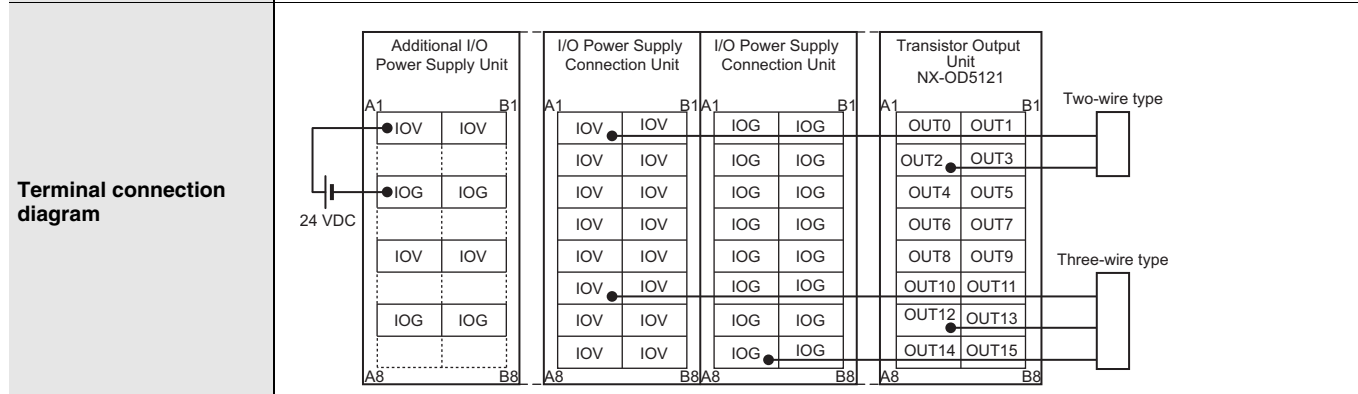 Terminal connection
diagram
Additional I/O
Power Supply Unit
I/O Power Supply
Connection Unit
I/O Power Supply
Connection Unit
Transistor Output
Unit
NX-OD5121
Two-wire type
A1 B1 A1 B1 A1 B1 A1 B1
IOV IOV IOV IOV IOG IOG OUT0 OUT1
IOV IOV IOG IOG OUT2 OUT3
IOG IOG IOV IOV IOG IOG OUT4 OUT5
24 VDC
IOV IOV IOG IOG OUT6 OUT7
IOV IOV IOV IOV IOG IOG OUT8 OUT9
Three-wire type
IOV IOV IOG IOG OUT10 OUT11
IOG IOG IOV IOV IOG IOG OUT12 OUT13
IOV IOV IOG IOG OUT14 OUT15
A8 B8 A8 B8 A8 B8 A8 B8